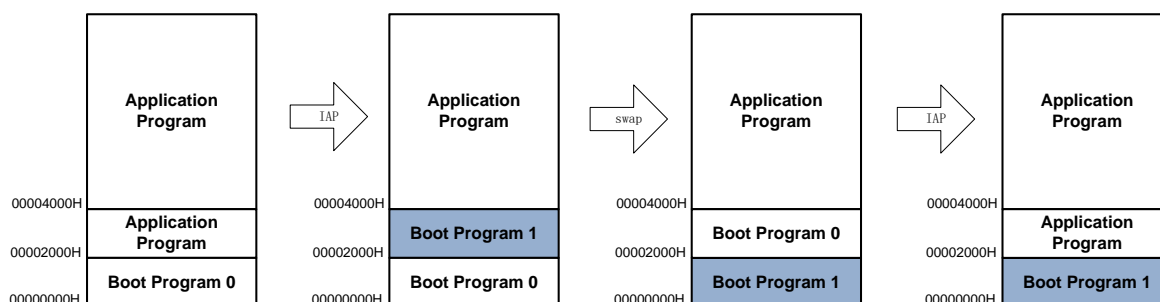 Application
Program
IAP
Application
Program
swap
Application
Program
IAP
Application
Program
00004000H
00004000H
00004000H
00004000H
Application
Program
Boot Program 1
Boot Program 0
Application
Program
00002000H
00002000H
00002000H
00002000H
Boot Program 0
Boot Program 0
Boot Program 1
Boot Program 1
00000000H
00000000H
00000000H
00000000H